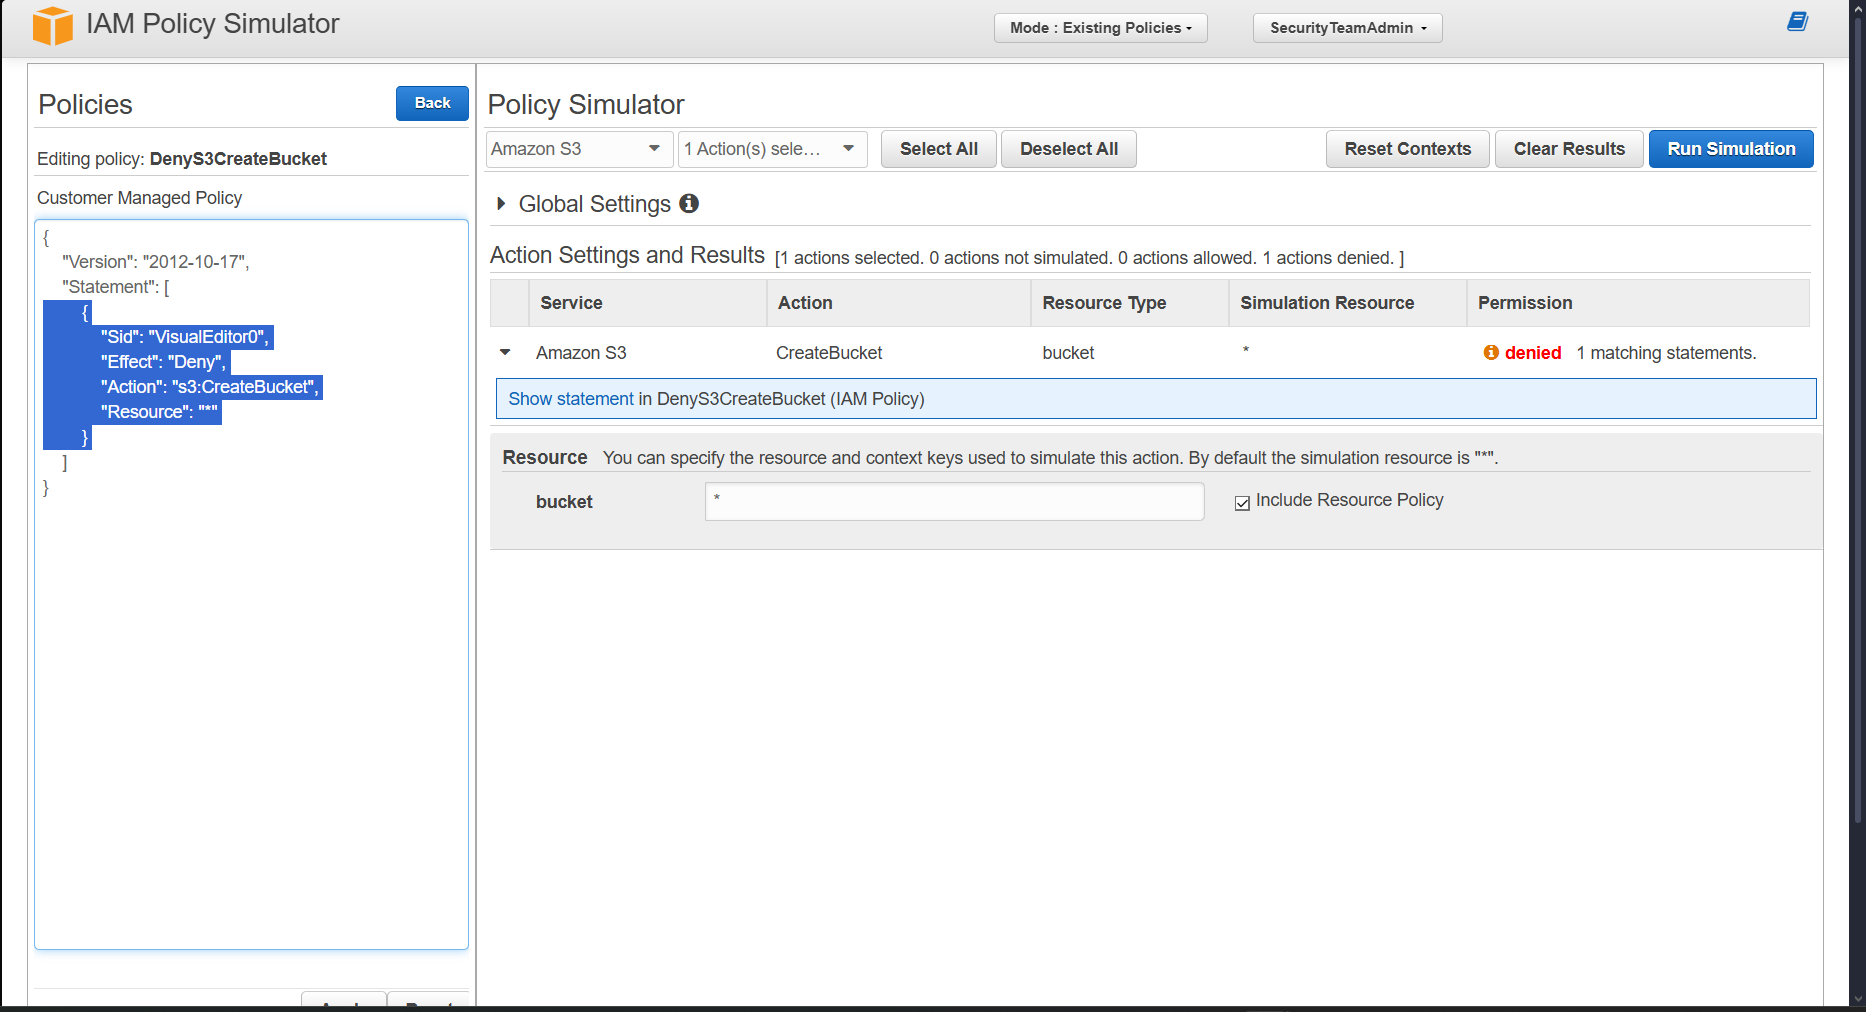 IAM Policy Simulator
Mode : Existing Policies
SecurityTeamAdmin
Policies
Back
Editing policy: DenyS3CreateBucket
Customer Managed Policy
{
"Version": "2012-10-17",
"Statement": [
{
"Sid": "VisualEditor0",
"Effect": "Deny",
"Action": "s3:CreateBucket",
"Resource": "*"
}
]
}
Policy Simulator
Amazon S3
1 Action(s) sele...
Select All
Deselect All
Reset Contexts
Clear Results
Run Simulation
Global Settings
Action Settings and Results [1 actions selected. 0 actions not simulated. 0 actions allowed. 1 actions denied. ]
Service Action Resource Type Simulation Resource Permission
Amazon S3 CreateBucket bucket * denied 1 matching statements.
Show statement in DenyS3CreateBucket (IAM Policy)
Resource You can specify the resource and context keys used to simulate this action. By default the simulation resource is "*".
bucket * Include Resource Policy